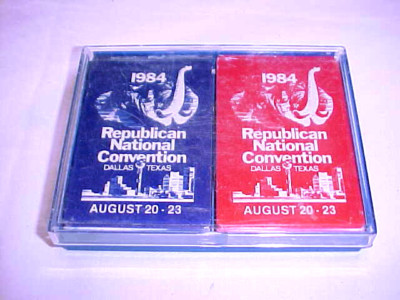 1984
Republican
National
Convention
DALLAS TEXAS
AUGUST 20 - 23
1984
Republican
National
Convention
DALLAS TEXAS
AUGUST 20 - 23